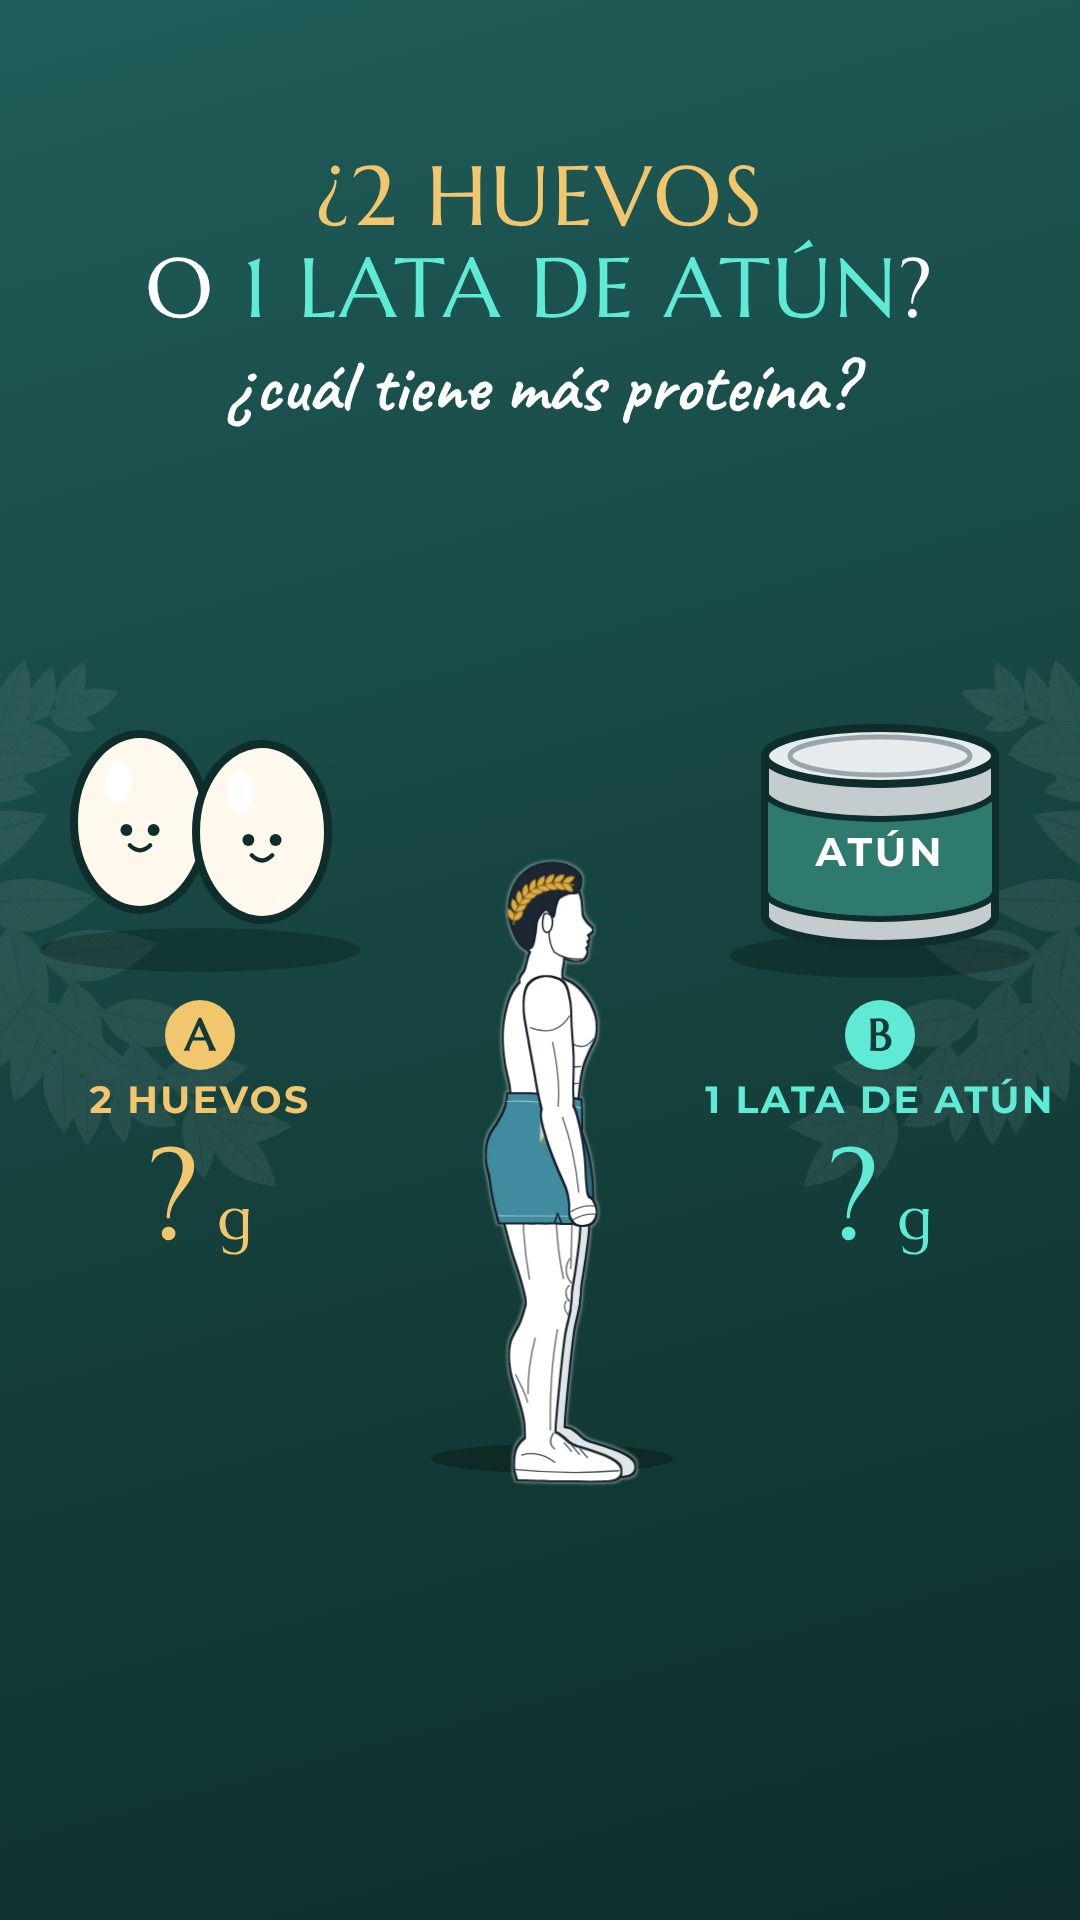 ¿2 HUEVOS
O 1 LATA DE ATÚN?
¿cuál tiene más proteína?
ATÚN
A
2 HUEVOS
? g
B
1 LATA DE ATÚN
? g